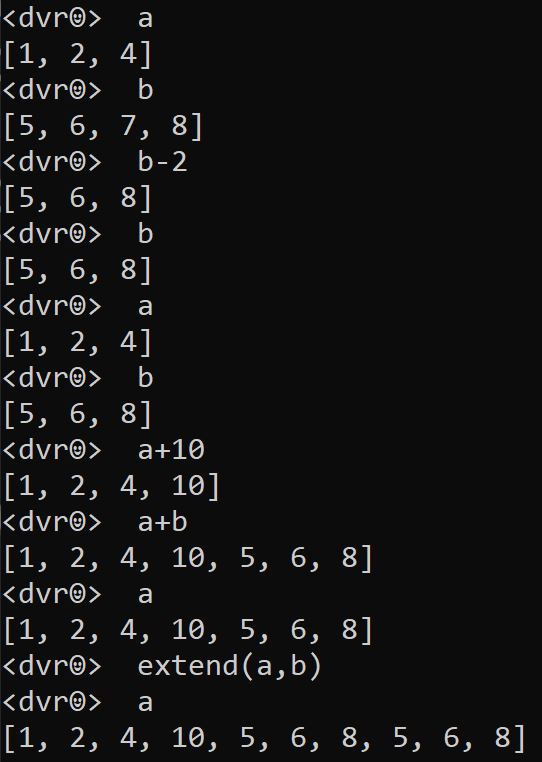 <dvr☺>  a
[1, 2, 4]
<dvr☺>  b
[5, 6, 7, 8]
<dvr☺>  b-2
[5, 6, 8]
<dvr☺>  b
[5, 6, 8]
<dvr☺>  a
[1, 2, 4]
<dvr☺>  b
[5, 6, 8]
<dvr☺>  a+10
[1, 2, 4, 10]
<dvr☺>  a+b
[1, 2, 4, 10, 5, 6, 8]
<dvr☺>  a
[1, 2, 4, 10, 5, 6, 8]
<dvr☺>  extend(a,b)
<dvr☺>  a
[1, 2, 4, 10, 5, 6, 8, 5, 6, 8]